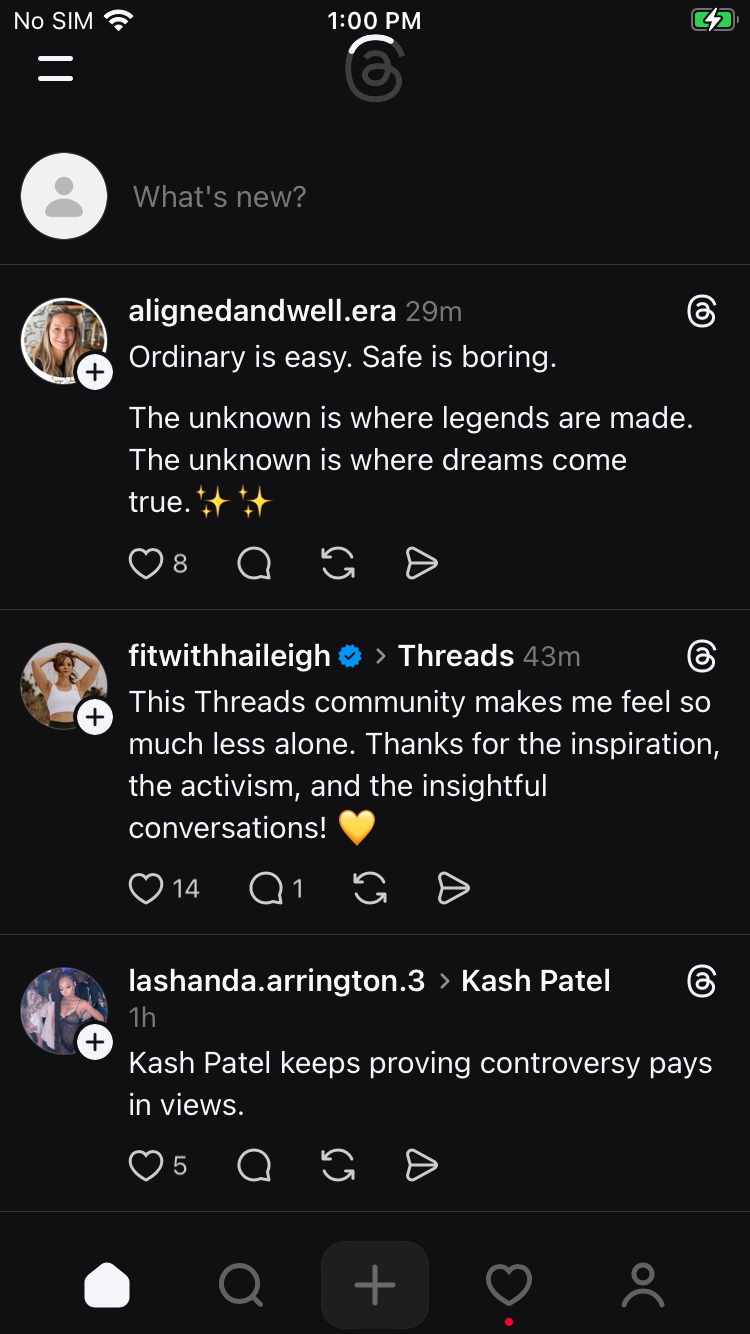 No SIM 1:00 PM
What's new?
alignedandwell.era 29m
Ordinary is easy. Safe is boring.
The unknown is where legends are made.
The unknown is where dreams come
true.✨✨
8
fitwithhaileigh > Threads 43m
This Threads community makes me feel so
much less alone. Thanks for the inspiration,
the activism, and the insightful
conversations! 💛
14 1
lashanda.arrington.3 > Kash Patel
1h
Kash Patel keeps proving controversy pays
in views.
5